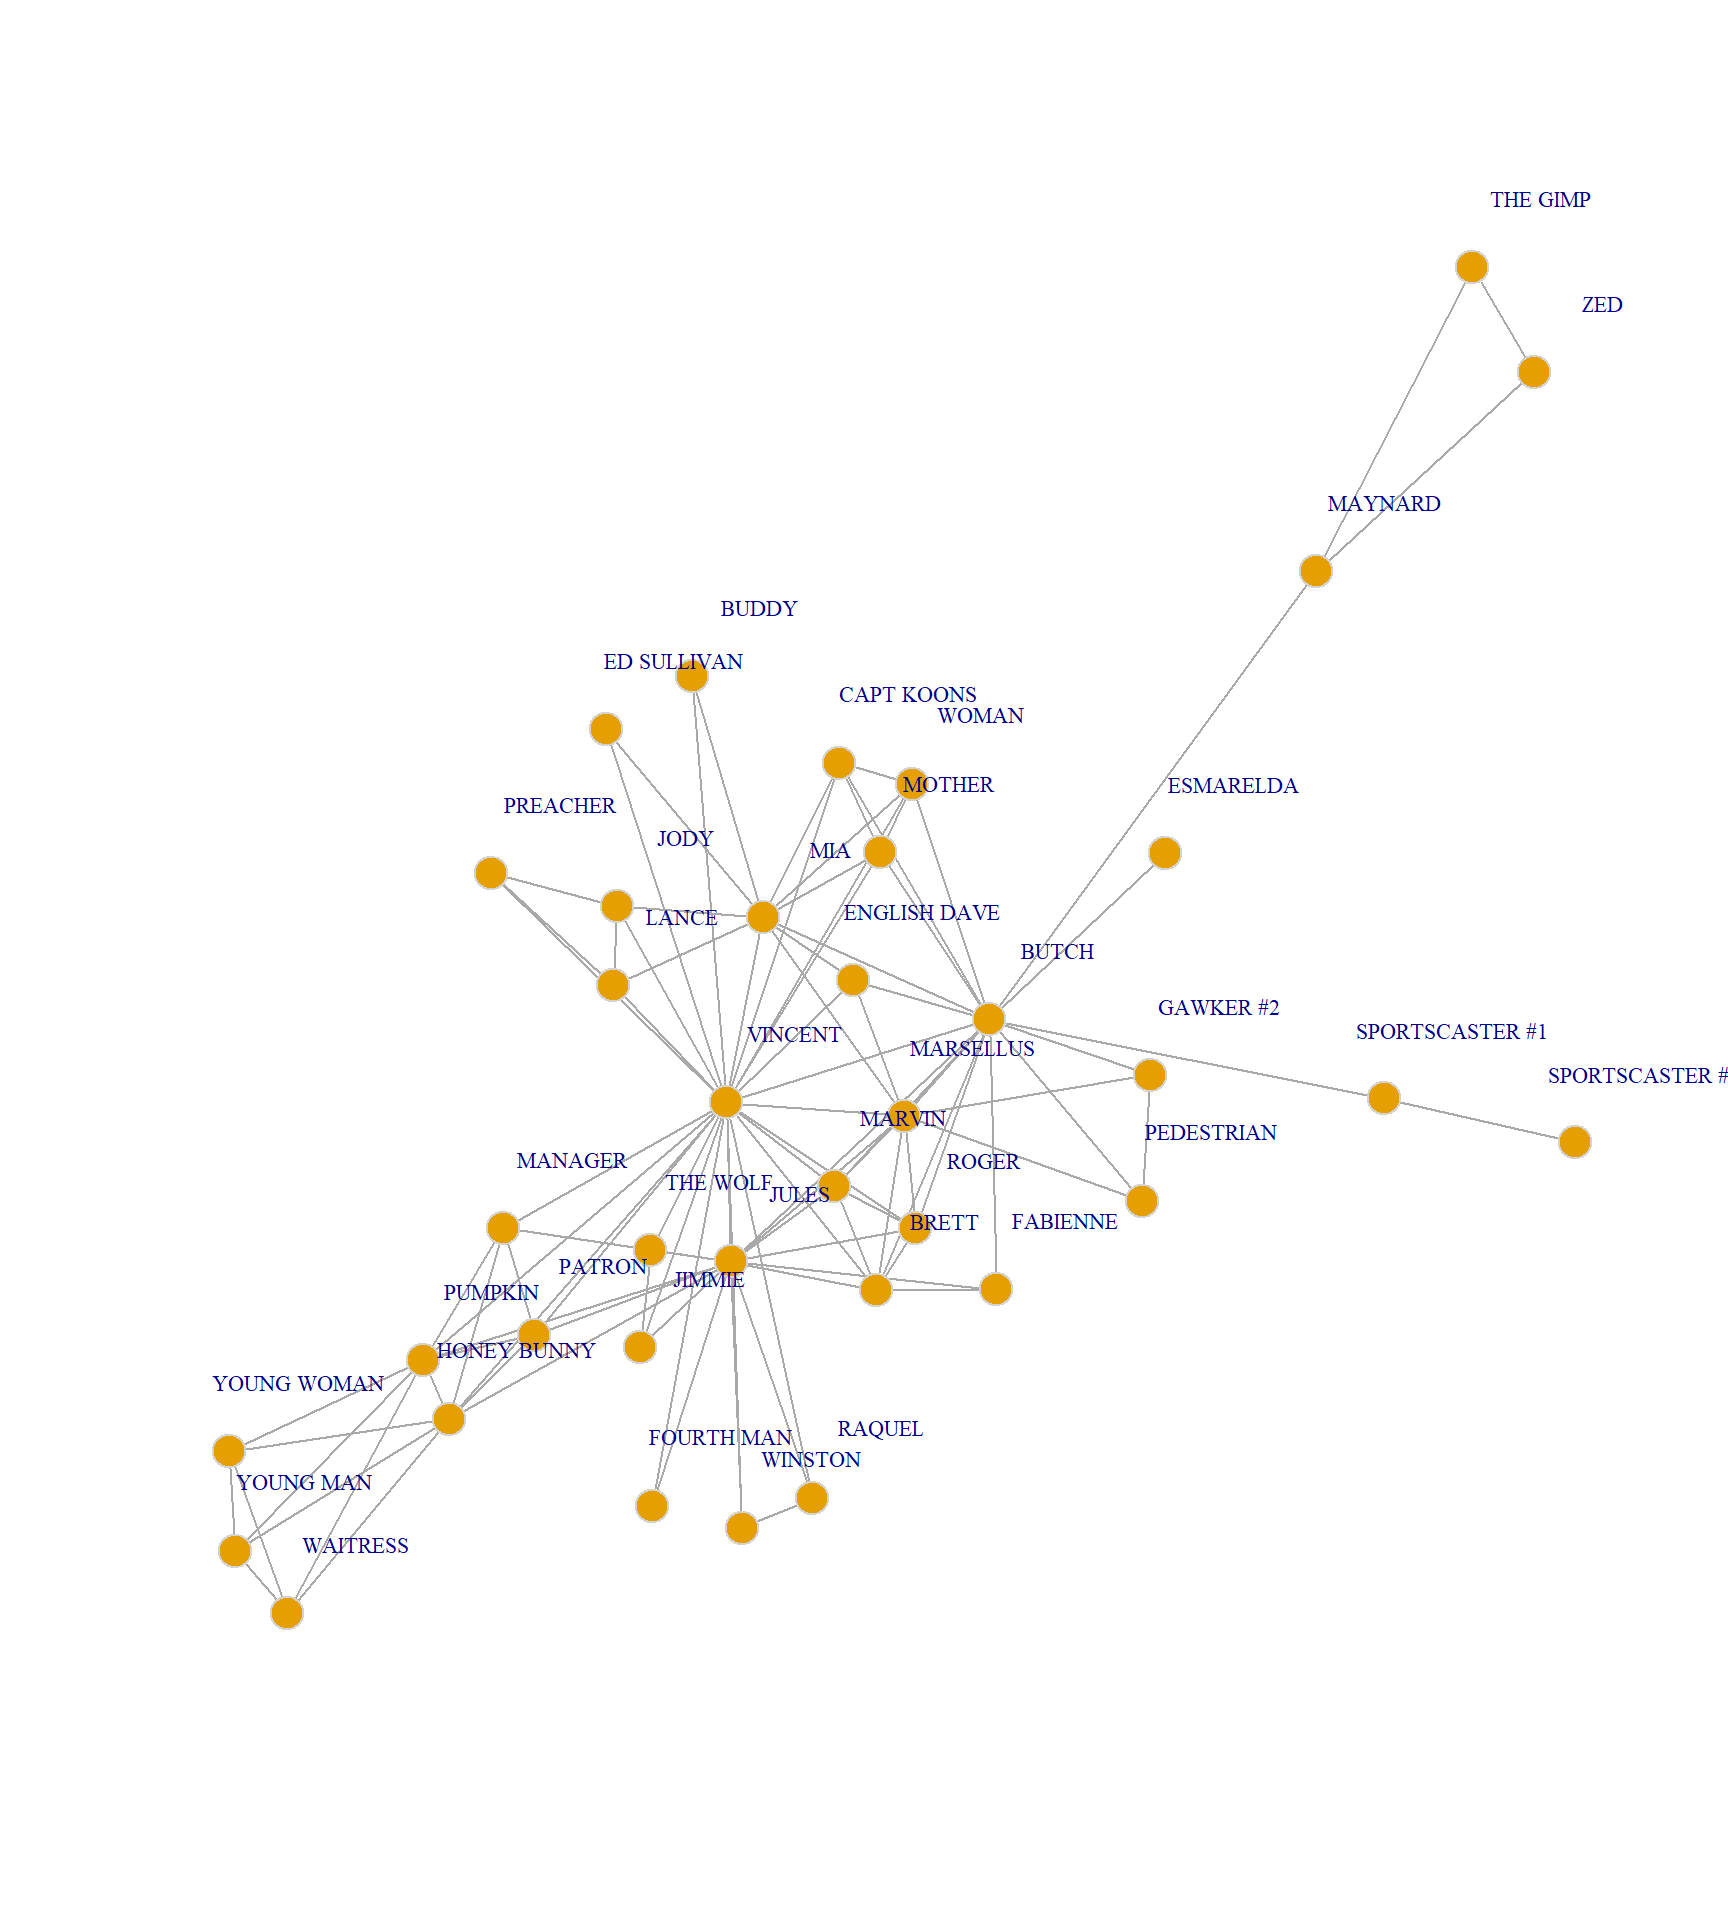 THE GIMP
ZED
MAYNARD
BUDDY
ED SULLIVAN
CAPT KOONS
WOMAN
MOTHER
ESMARELDA
PREACHER
JODY
MIA
LANCE
ENGLISH DAVE
BUTCH
GAWKER #2
SPORTSCASTER #1
VINCENT
MARSELLUS
SPORTSCASTER #
MARVIN
PEDESTRIAN
MANAGER
ROGER
THE WOLF
JULES
BRETT
FABIENNE
PATRON
JIMMIE
PUMPKIN
HONEY BUNNY
YOUNG WOMAN
RAQUEL
FOURTH MAN
WINSTON
YOUNG MAN
WAITRESS